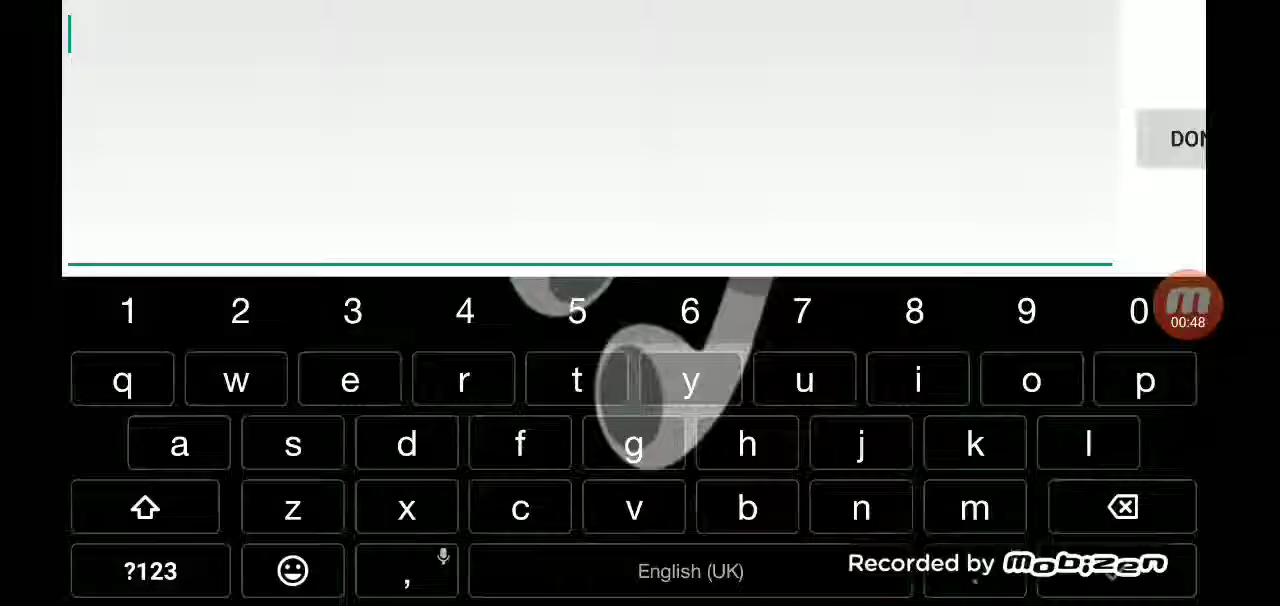 DON
1 2 3 4 5 6 7 8 9 0
00:48
q w e r t y u i o p
a s d f g h j k l
z x c v b n m
?123 , English (UK) .
Recorded by mobizen